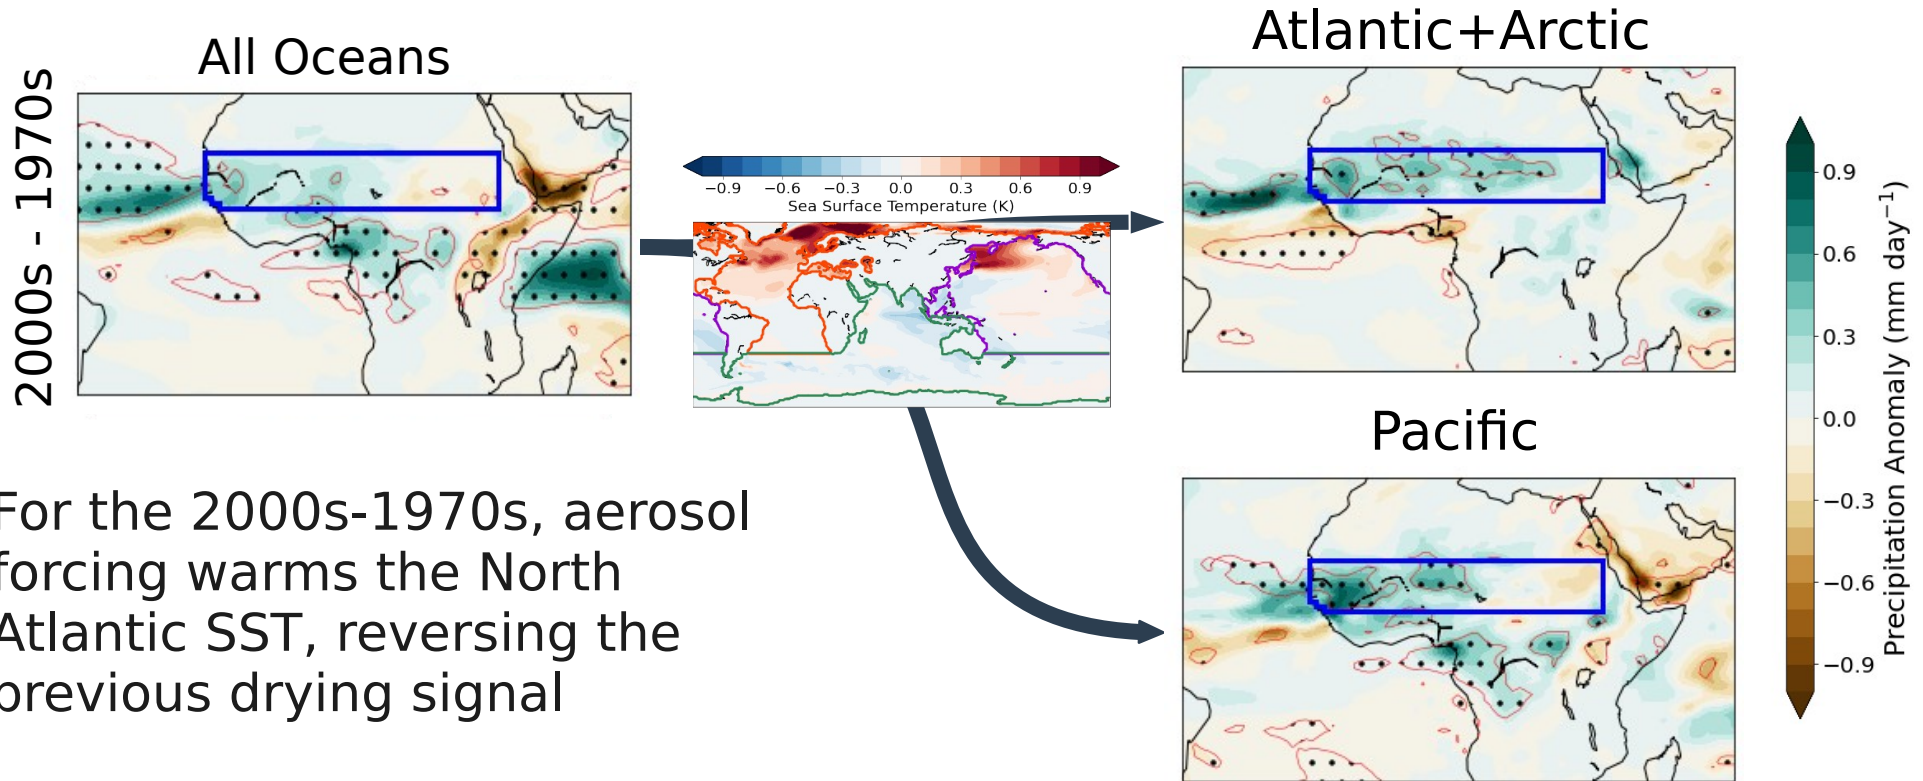 All Oceans
2000s - 1970s
−0.9 −0.6 −0.3 0.0 0.3 0.6 0.9
Sea Surface Temperature (K)
Atlantic+Arctic
Pacific
0.9
0.6
0.3
0.0
−0.3
−0.6
−0.9
Precipitation Anomaly (mm day⁻¹)
For the 2000s-1970s, aerosol
forcing warms the North
Atlantic SST, reversing the
previous drying signal